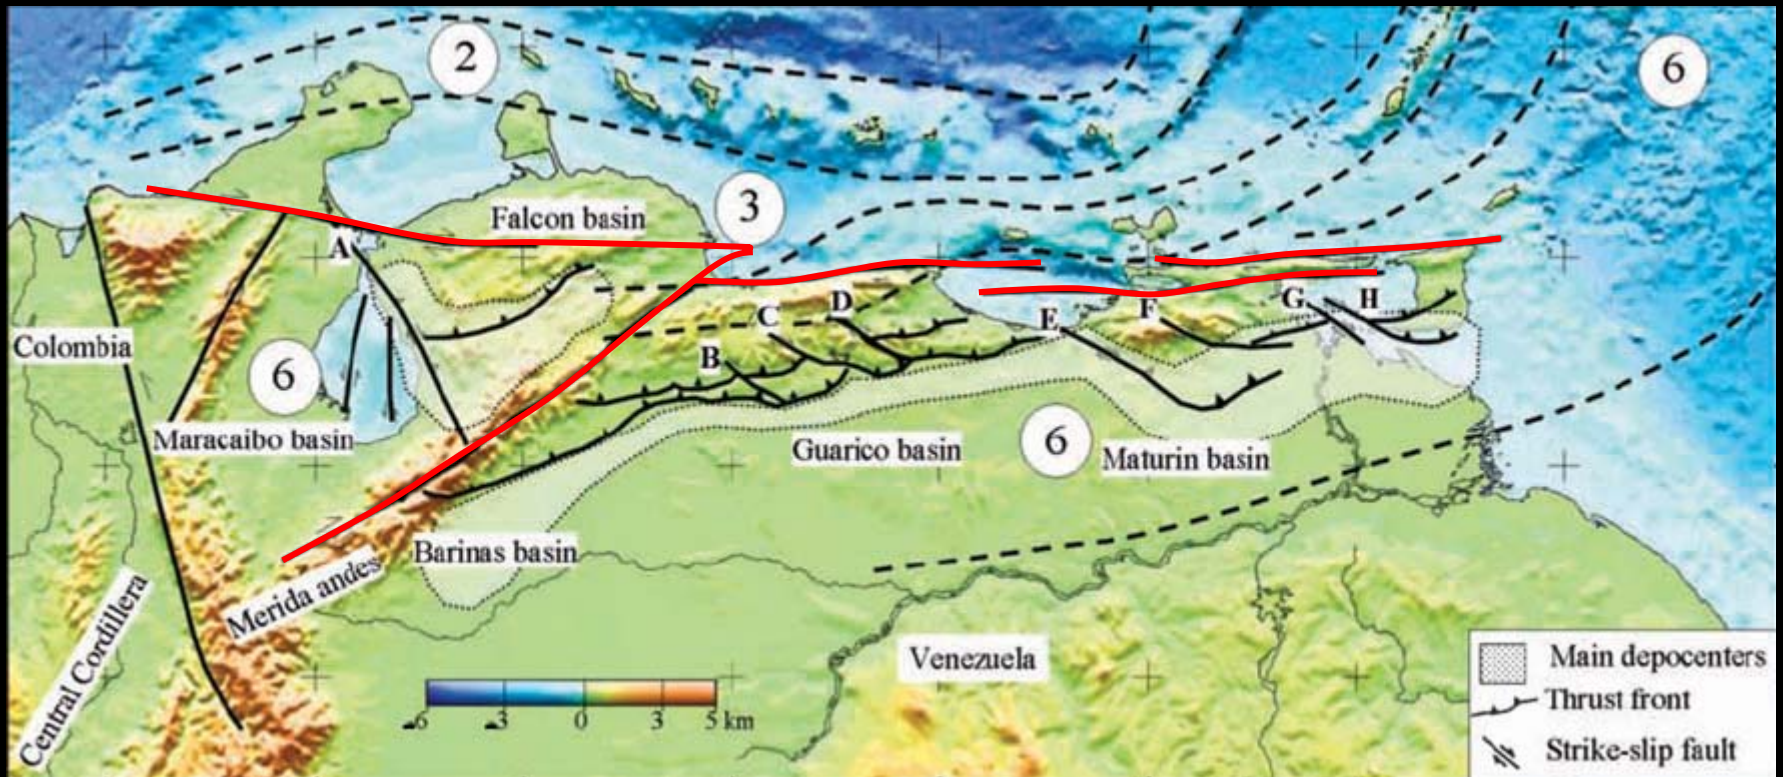 2
6
3
Falcon basin
A
D
C
G
H
F
E
Colombia
B
6
Maracaibo basin
Guarico basin
6
Maturin basin
Barinas basin
Merida andes
Central Cordillera
Venezuela
-6 -3 0 3 5 km
Main depocenters
Thrust front
Strike-slip fault